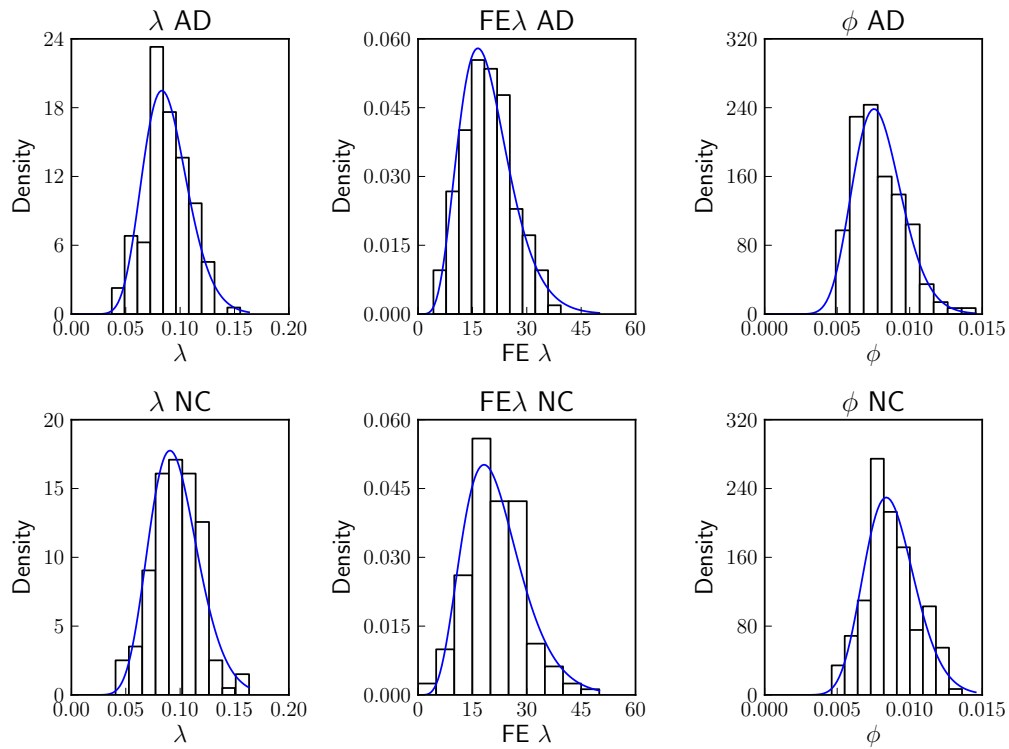 λ AD
FEλ AD
ϕ AD
24
18
12
6
0
Density
0.00 0.05 0.10 0.15 0.20
λ
0.060
0.045
0.030
0.015
0.000
Density
0 15 30 45 60
FE λ
320
240
160
80
0
Density
0.000 0.005 0.010 0.015
ϕ
λ NC
FEλ NC
ϕ NC
20
15
10
5
0
Density
0.00 0.05 0.10 0.15 0.20
λ
0.060
0.045
0.030
0.015
0.000
Density
0 15 30 45 60
FE λ
320
240
160
80
0
Density
0.000 0.005 0.010 0.015
ϕ